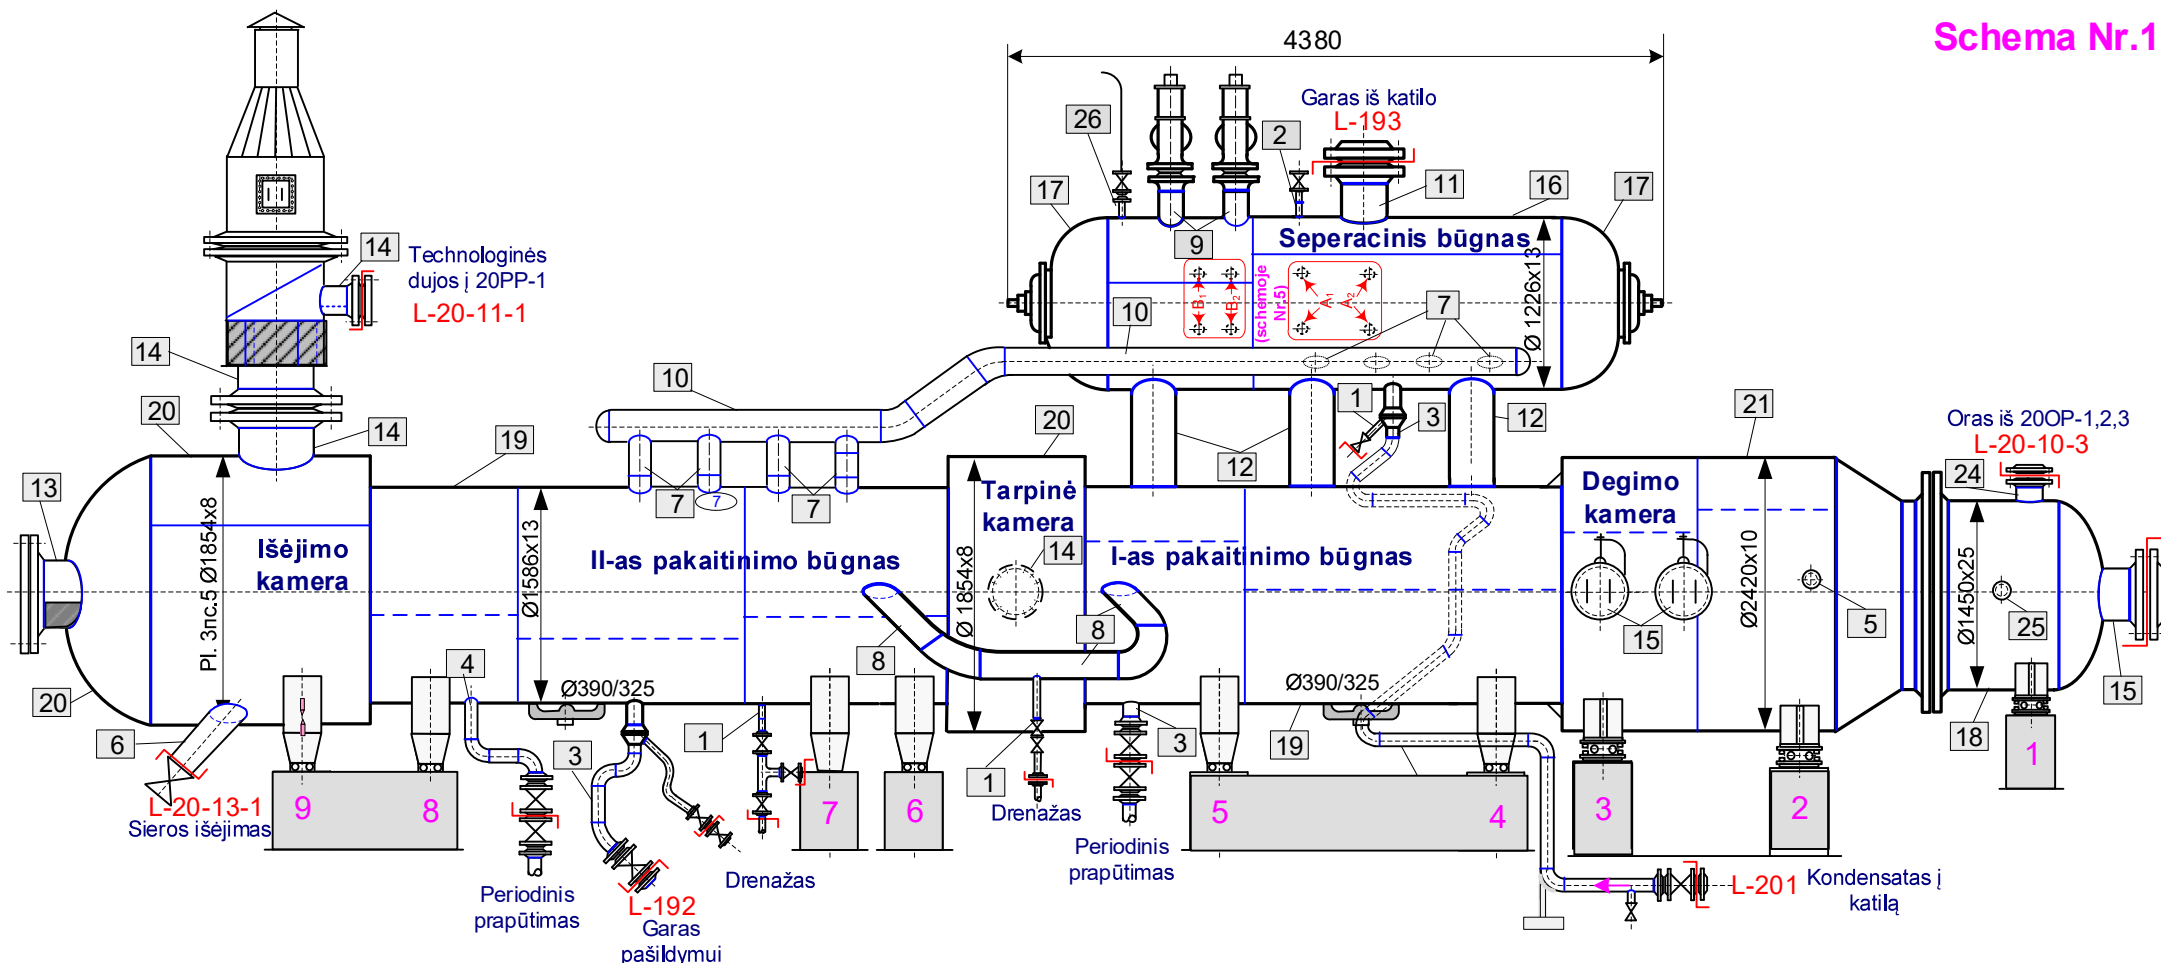 Schema Nr.1
4380
Garas iš katilo
L-193
26
2
17
11
16
17
14
Technologinės
dujos į 20PP-1
L-20-11-1
9
Seperacinis būgnas
B1
B2
(schemoje
Nr.5)
A1
A2
Ø 1226x13
10
7
14
10
1
3
12
21
Oras iš 20OP-1,2,3
L-20-10-3
20
14
19
20
12
24
13
7
7
7
Tarpinė
kamera
Degimo
kamera
Išėjimo
kamera
Pl. 3пс.5 Ø1854x8
Ø1586x13
II-as pakaitinimo būgnas
14
I-as pakaitinimo būgnas
Ø 1854x8
Ø2420x10
Ø1450x25
15
5
25
8
8
4
Ø390/325
Ø390/325
20
6
3
1
1
3
19
18
15
L-20-13-1
Sieros išėjimas
9
8
7
6
5
4
3
2
1
Drenažas
Periodinis
prapūtimas
Periodinis
prapūtimas
Drenažas
L-192
Garas
pašildymui
L-201
Kondensatas į
katilą